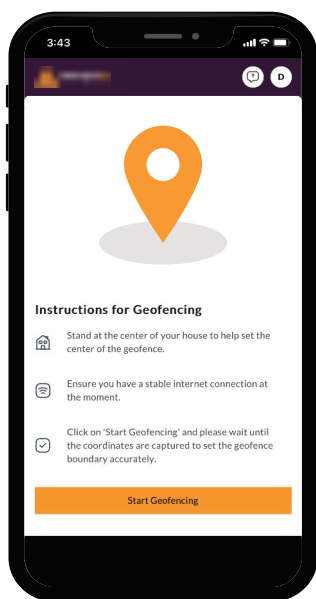 3:43
D
Instructions for Geofencing
Stand at the center of your house to help set the
center of the geofence.
Ensure you have a stable internet connection at
the moment.
Click on 'Start Geofencing' and please wait until
the coordinates are captured to set the geofence
boundary accurately.
Start Geofencing